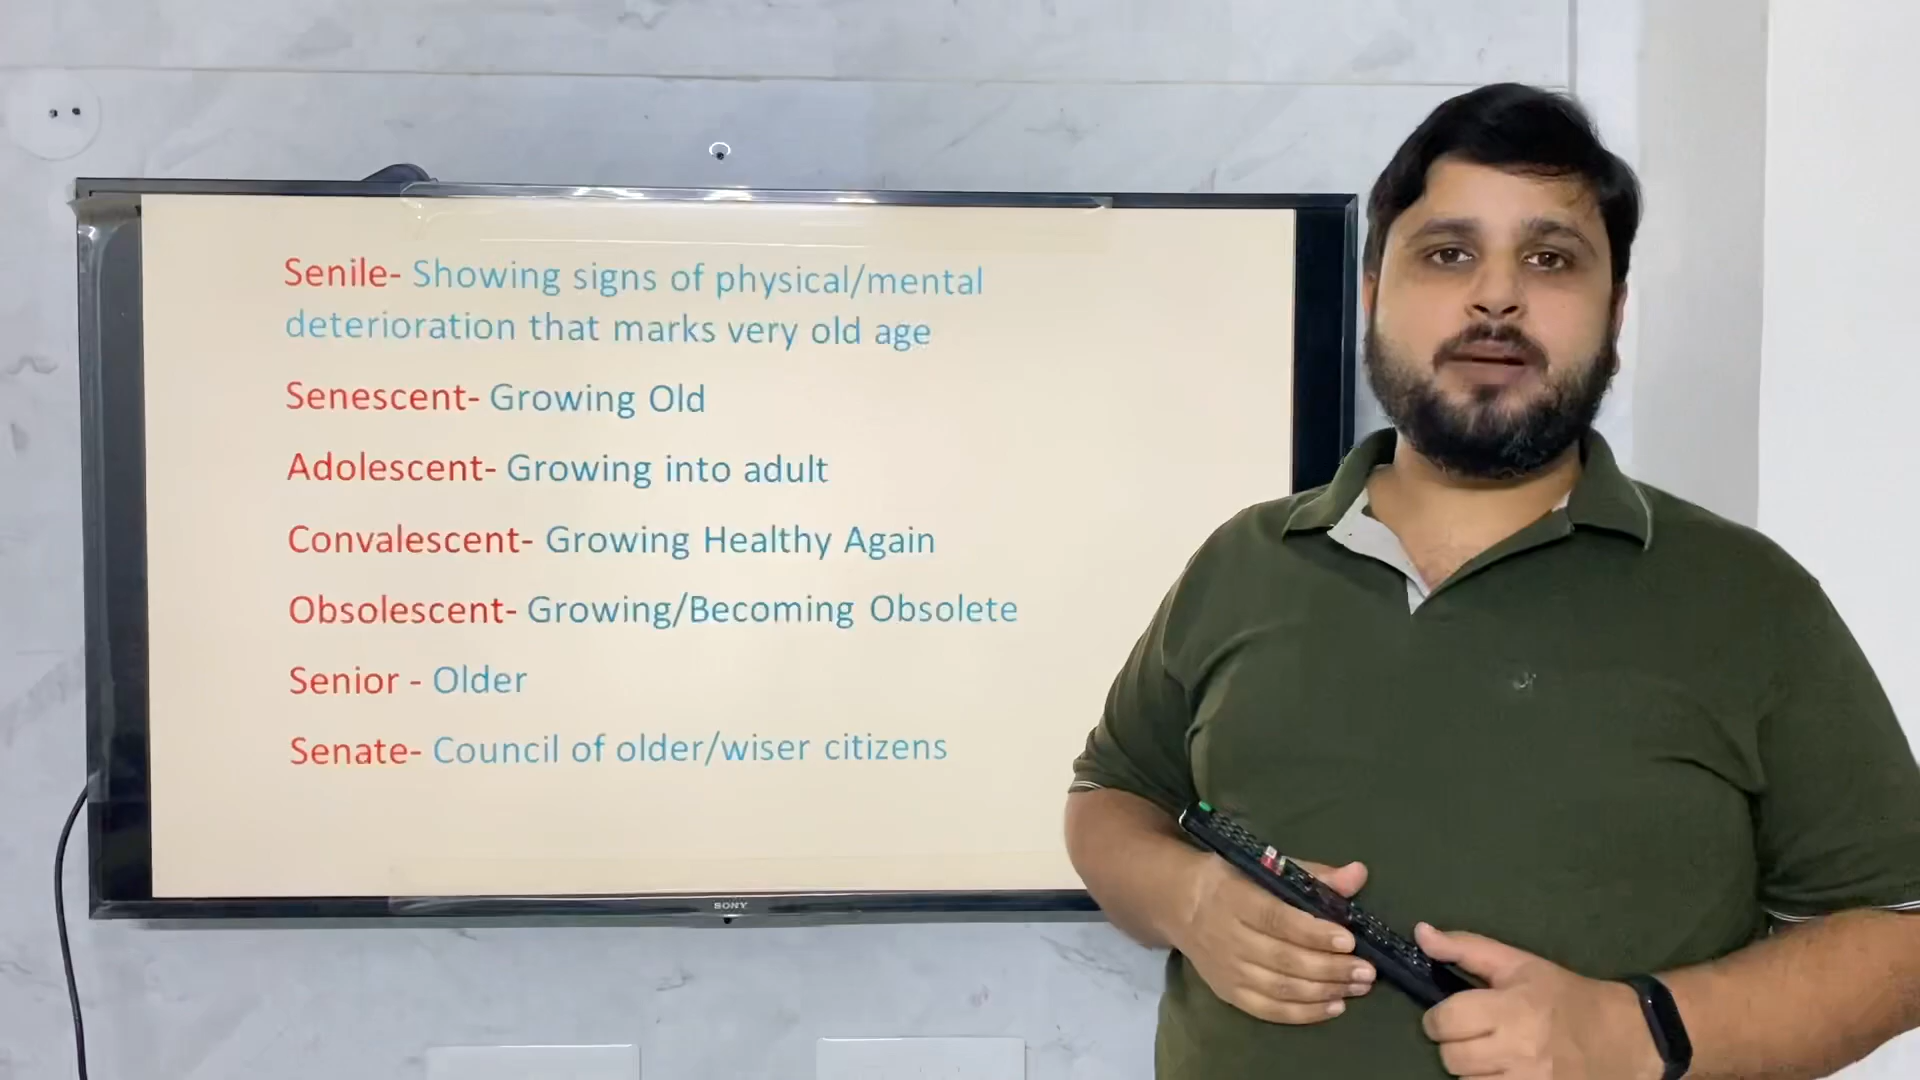 Senile- Showing signs of physical/mental
deterioration that marks very old age
Senescent- Growing Old
Adolescent- Growing into adult
Convalescent- Growing Healthy Again
Obsolescent- Growing/Becoming Obsolete
Senior - Older
Senate- Council of older/wiser citizens
SONY